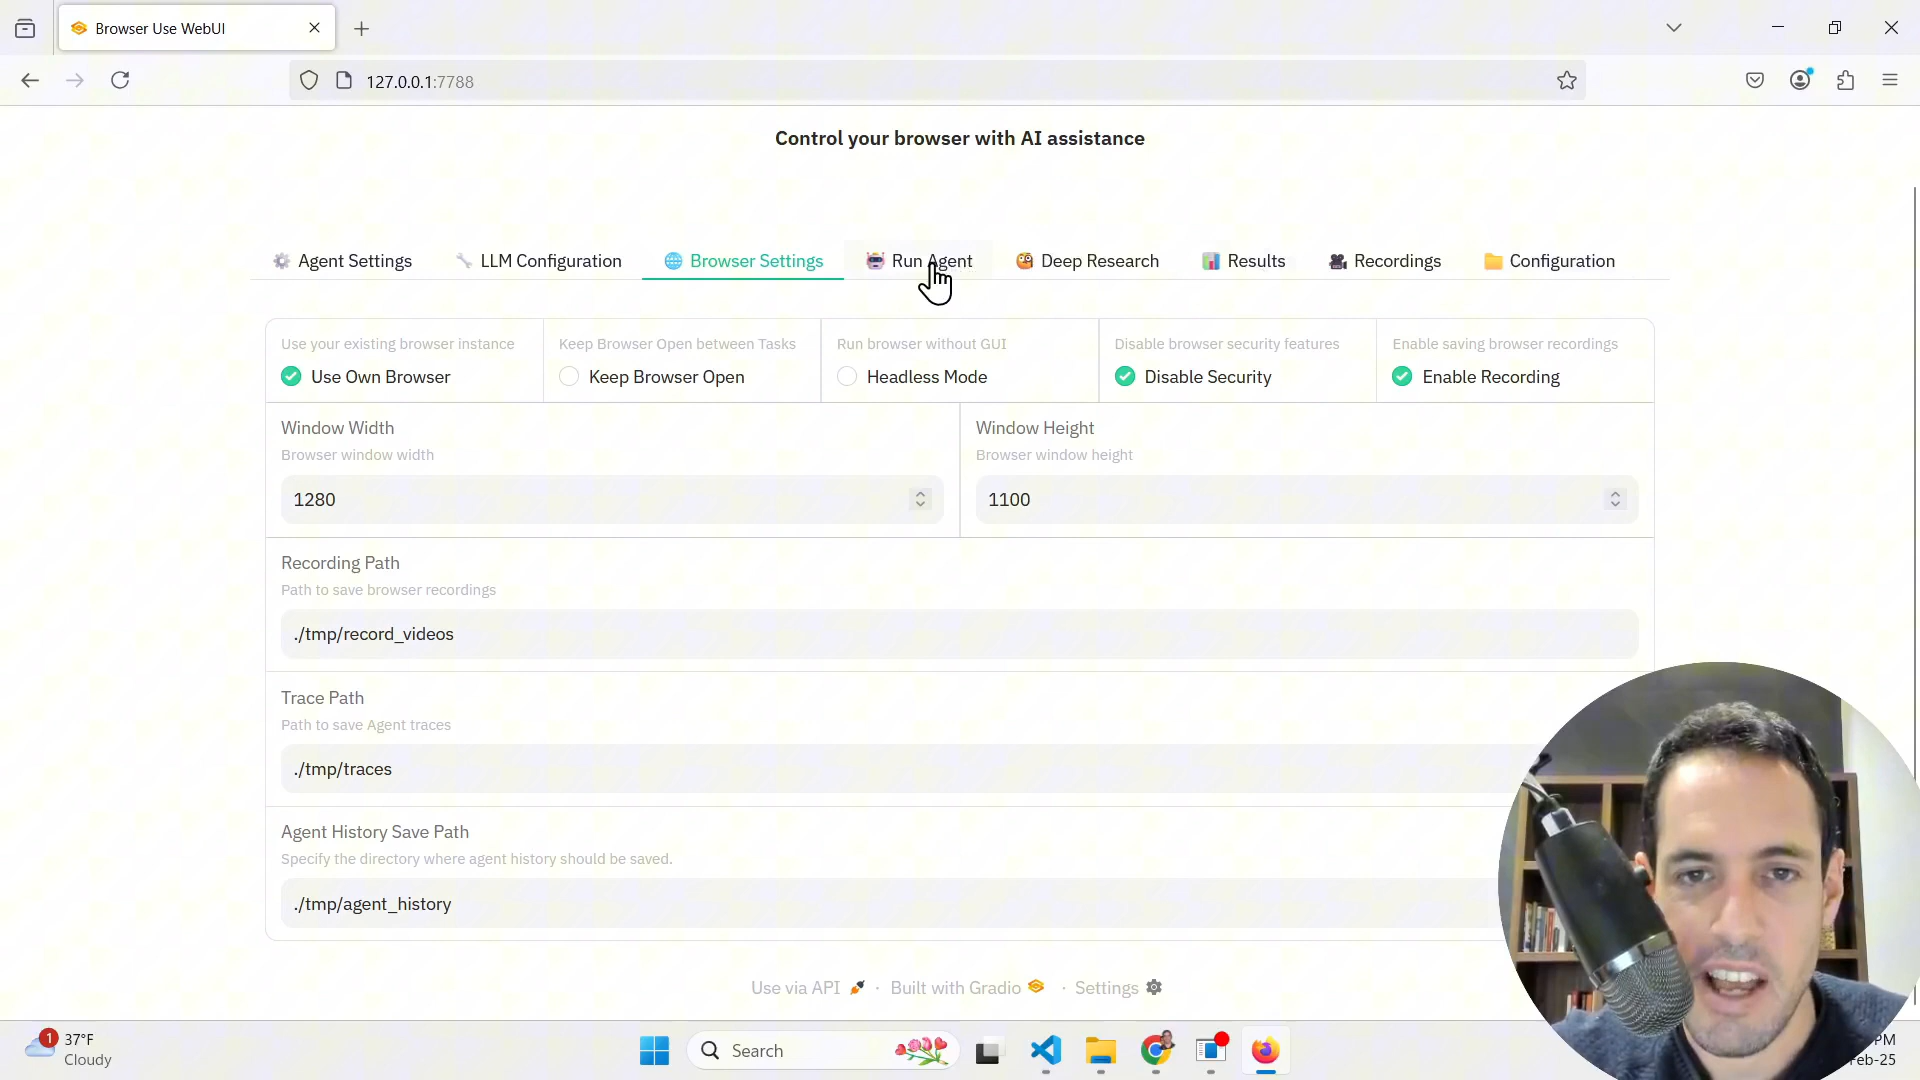 Browser Use WebUI
127.0.0.1:7788
Control your browser with AI assistance
Agent Settings
LLM Configuration
Browser Settings
Run Agent
Deep Research
Results
Recordings
Configuration
Use your existing browser instance
Use Own Browser
Keep Browser Open between Tasks
Keep Browser Open
Run browser without GUI
Headless Mode
Disable browser security features
Disable Security
Enable saving browser recordings
Enable Recording
Window Width
Browser window width
1280
Window Height
Browser window height
1100
Recording Path
Path to save browser recordings
./tmp/record_videos
Trace Path
Path to save Agent traces
./tmp/traces
Agent History Save Path
Specify the directory where agent history should be saved.
./tmp/agent_history
Use via API · Built with Gradio · Settings
1
37°F
Cloudy
Search
PM
eb-25